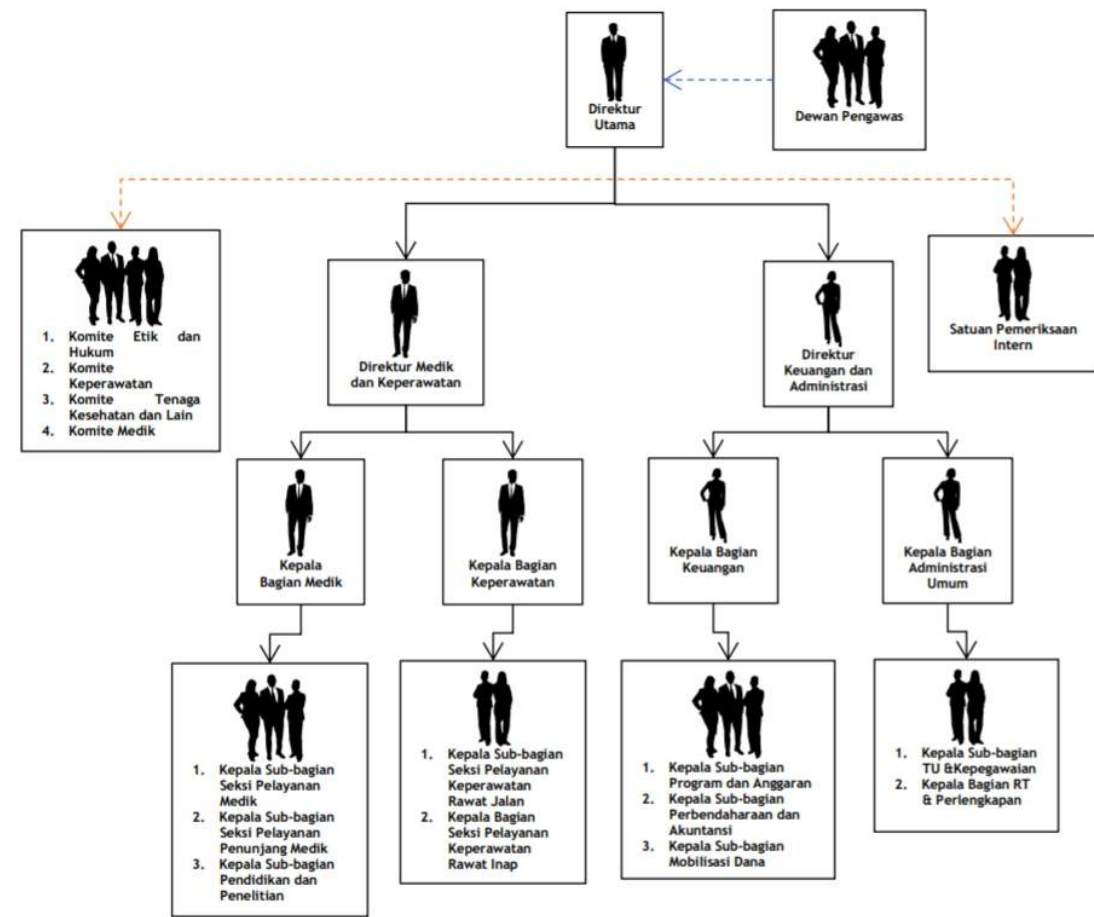 Direktur
Utama
Dewan Pengawas
1. Komite Etik dan
Hukum
2. Komite
Keperawatan
3. Komite Tenaga
Kesehatan dan Lain
4. Komite Medik
Direktur Medik
dan Keperawatan
Direktur
Keuangan dan
Administrasi
Satuan Pemeriksaan
Intern
Kepala
Bagian Medik
Kepala Bagian
Keperawatan
Kepala Bagian
Keuangan
Kepala Bagian
Administrasi
Umum
1. Kepala Sub-bagian
Seksi Pelayanan
Medik
2. Kepala Sub-bagian
Seksi Pelayanan
Penunjang Medik
3. Kepala Sub-bagian
Pendidikan dan
Penelitian
1. Kepala Sub-bagian
Seksi Pelayanan
Keperawatan
Rawat Jalan
2. Kepala Bagian
Seksi Pelayanan
Keperawatan
Rawat Inap
1. Kepala Sub-bagian
Program dan Anggaran
2. Kepala Sub-bagian
Perbendaharaan dan
Akuntansi
3. Kepala Sub-bagian
Mobilisasi Dana
1. Kepala Sub-bagian
TU &Kepegawaian
2. Kepala Bagian RT
& Perlengkapan